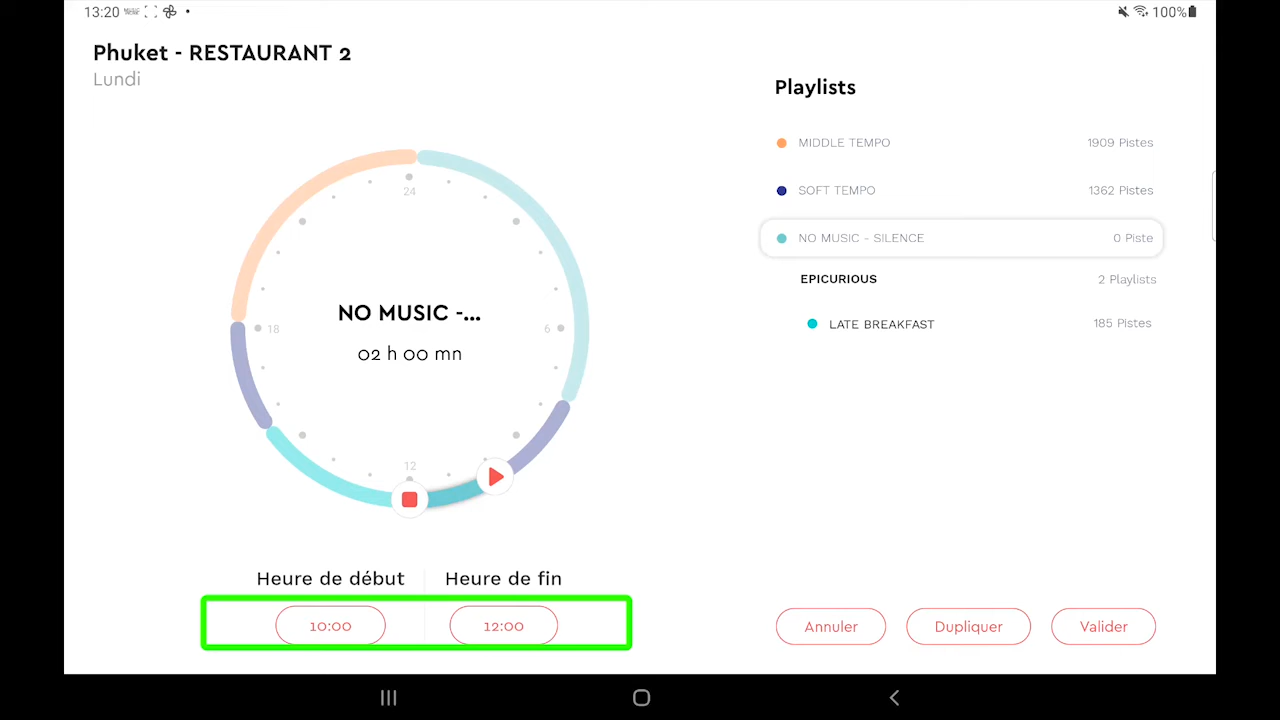 13:20
100%
Phuket - RESTAURANT 2
Lundi
24
18
6
12
NO MUSIC -...
02 h 00 mn
Heure de début
Heure de fin
10:00
12:00
Playlists
MIDDLE TEMPO 1909 Pistes
SOFT TEMPO 1362 Pistes
NO MUSIC - SILENCE 0 Piste
EPICURIOUS 2 Playlists
LATE BREAKFAST 185 Pistes
Annuler
Dupliquer
Valider